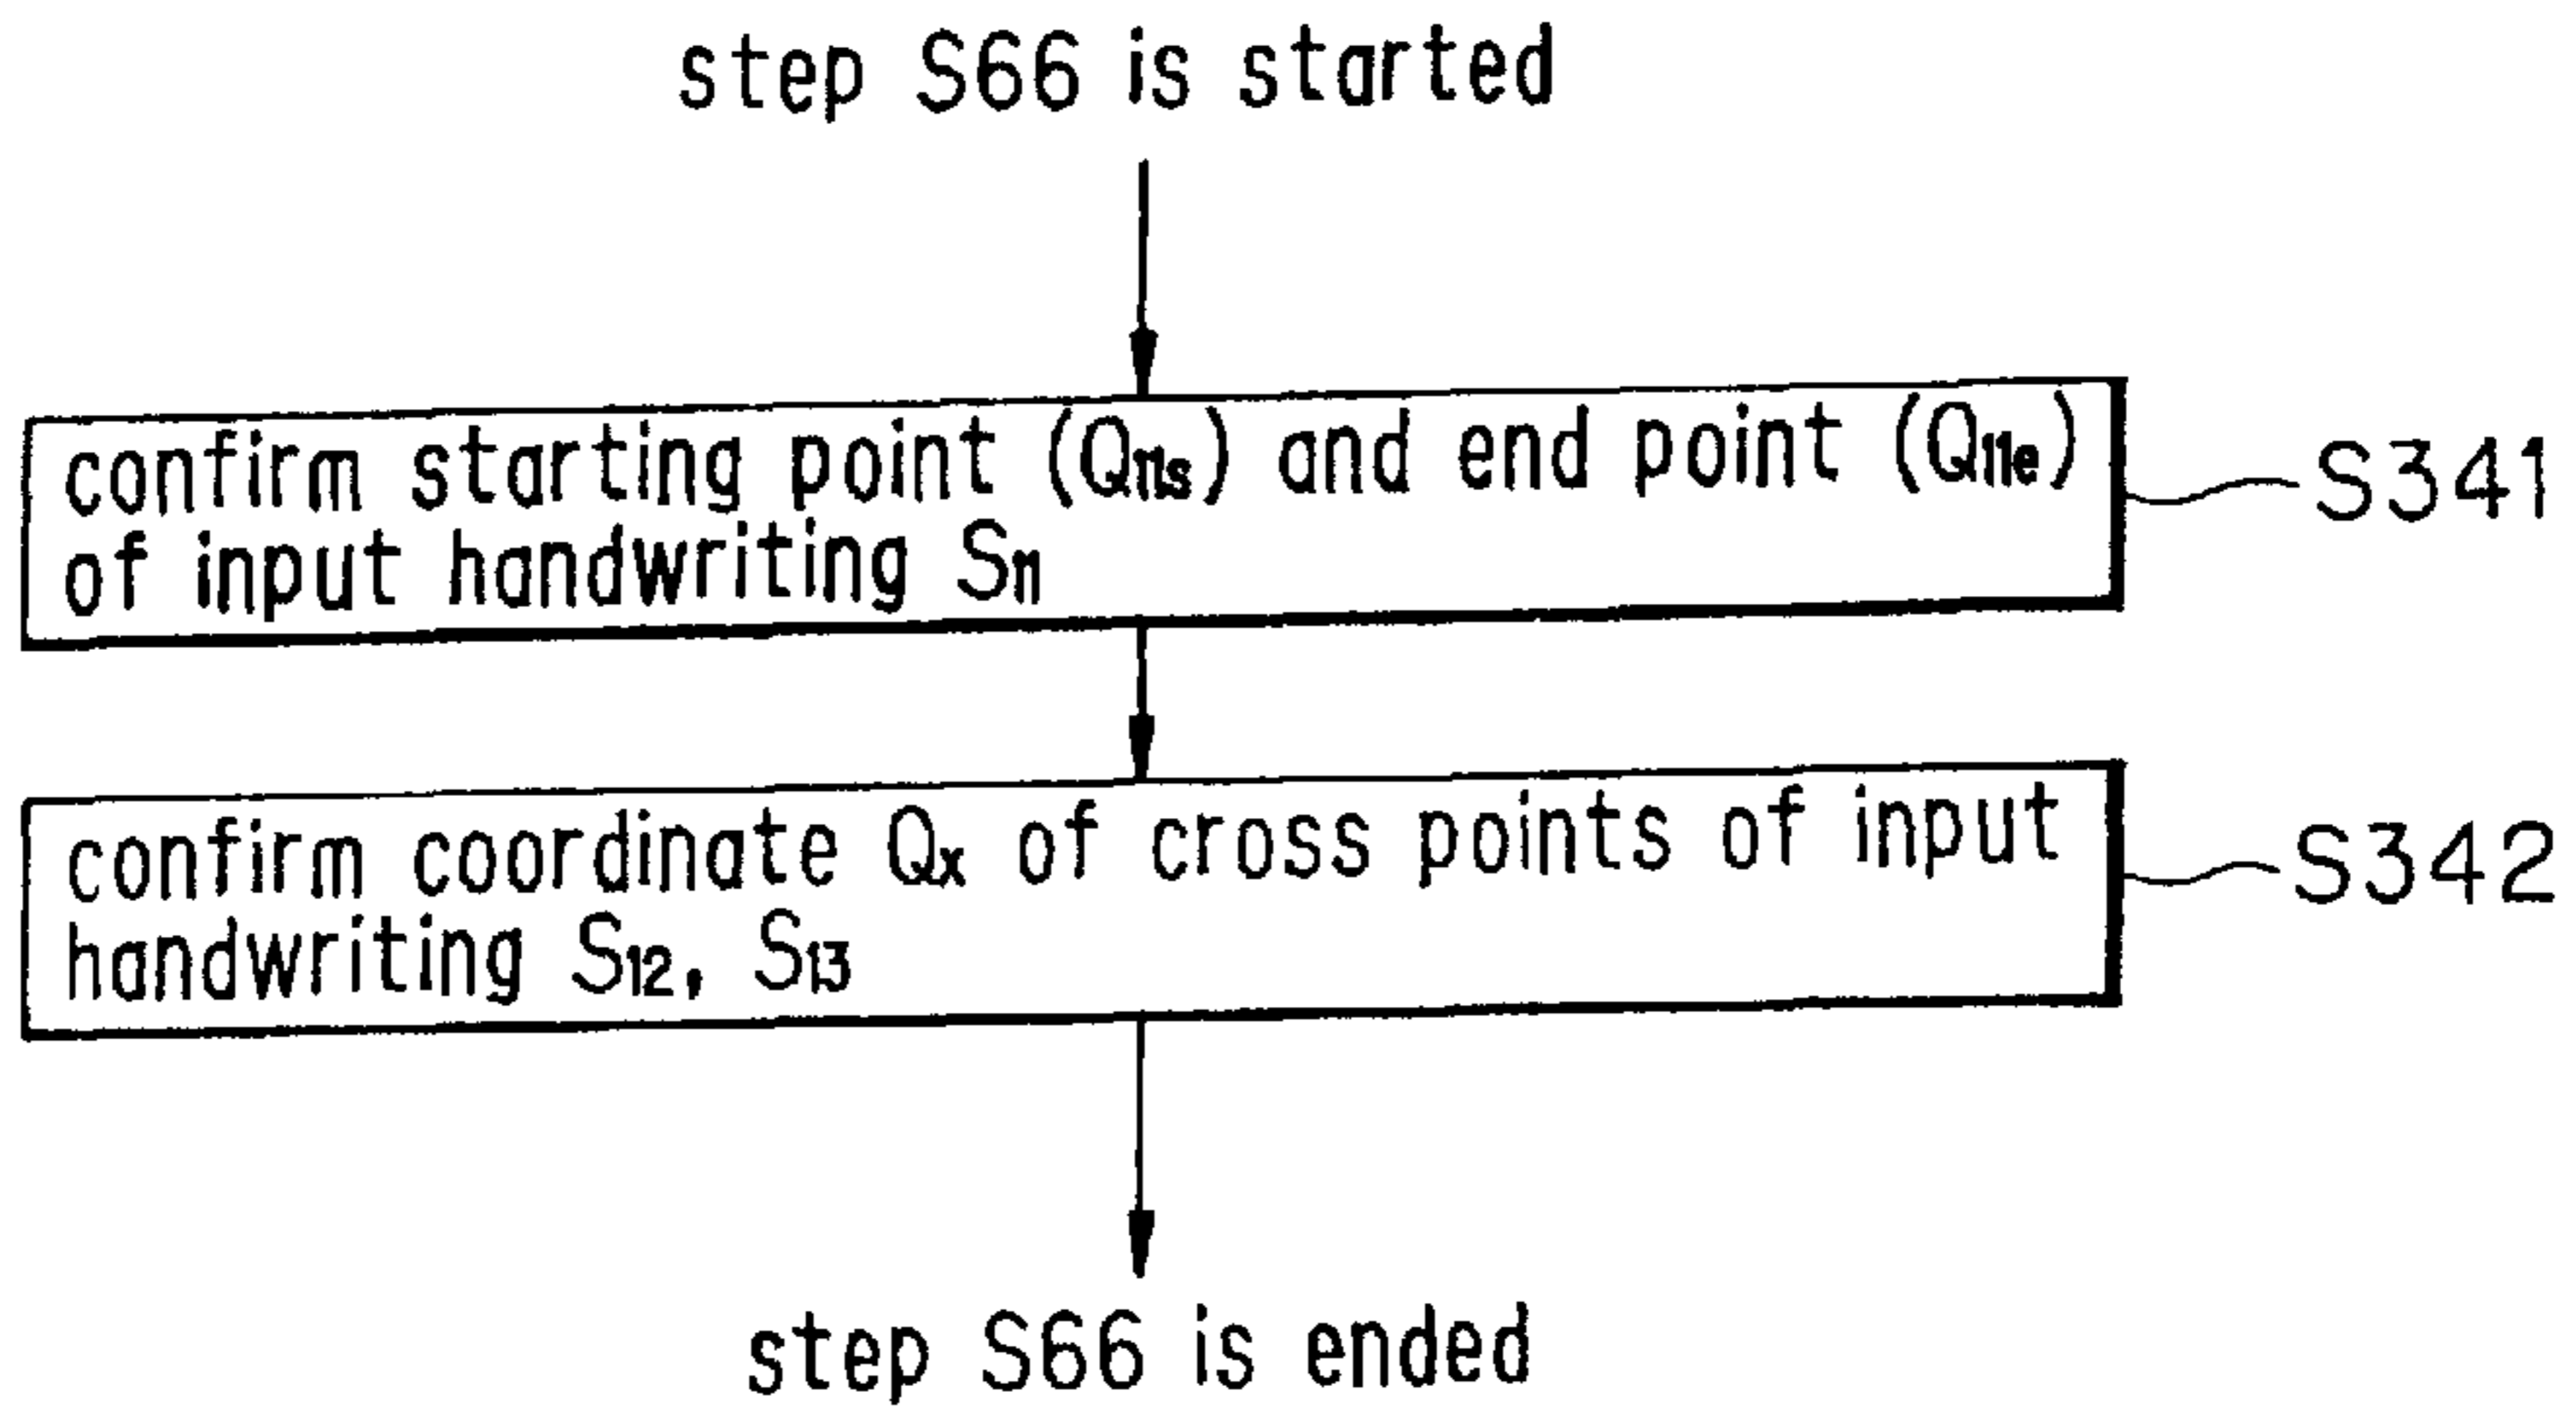 step S66 is started
confirm starting point (Q₁₁ₛ) and end point (Q₁₁ₑ)
S341
of input handwriting S₁₁
confirm coordinate Qₓ of cross points of input
S342
handwriting S₁₂, S₁₃
step S66 is ended